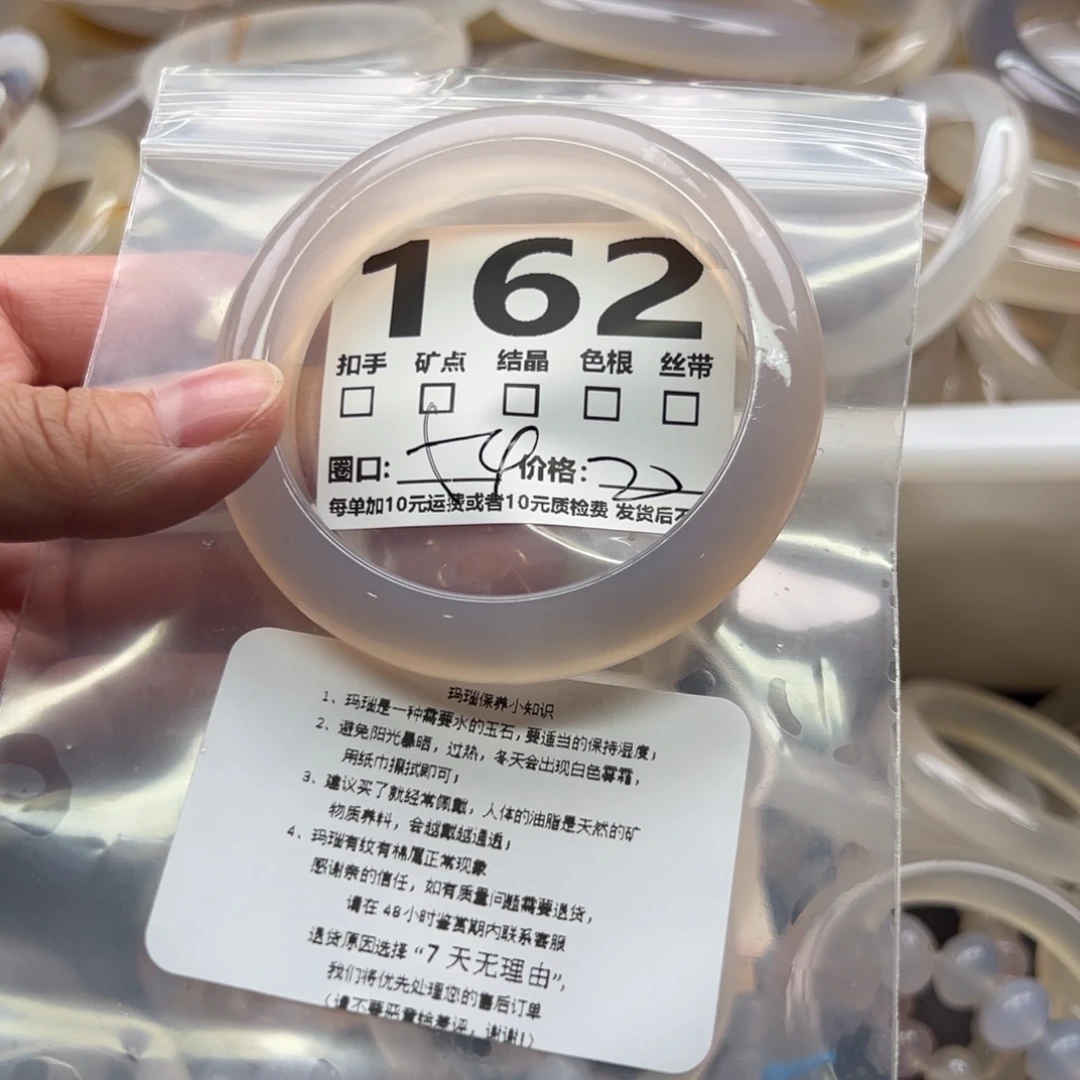 162
扣手 矿点 结晶 色根 丝带
圈口: 54 价格: 22
每单加10元运费或者10元质检费 发货后不
玛瑙保养小知识
1、玛瑙是一种需要水的玉石,要适当的保持湿度;
2、避免阳光暴晒,过热,冬天会出现白色雾霜,
用纸巾擦拭即可;
3、建议买了就经常佩戴,人体的油脂是天然的矿
物质养料,会越戴越通透;
4、玛瑙有纹有棉属正常现象
感谢亲的信任,如有质量问题需要退货,
请在48小时鉴赏期内联系客服
退货原因选择“7天无理由”,
我们将优先处理您的售后订单
(请不要恶意给差评,谢谢!)